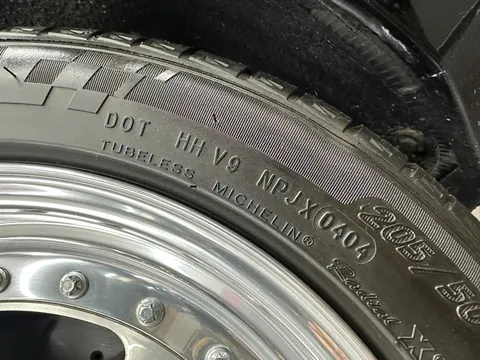 DOT HH V9 NPJX 0404
TUBELESS MICHELIN®
205/50
Radial X